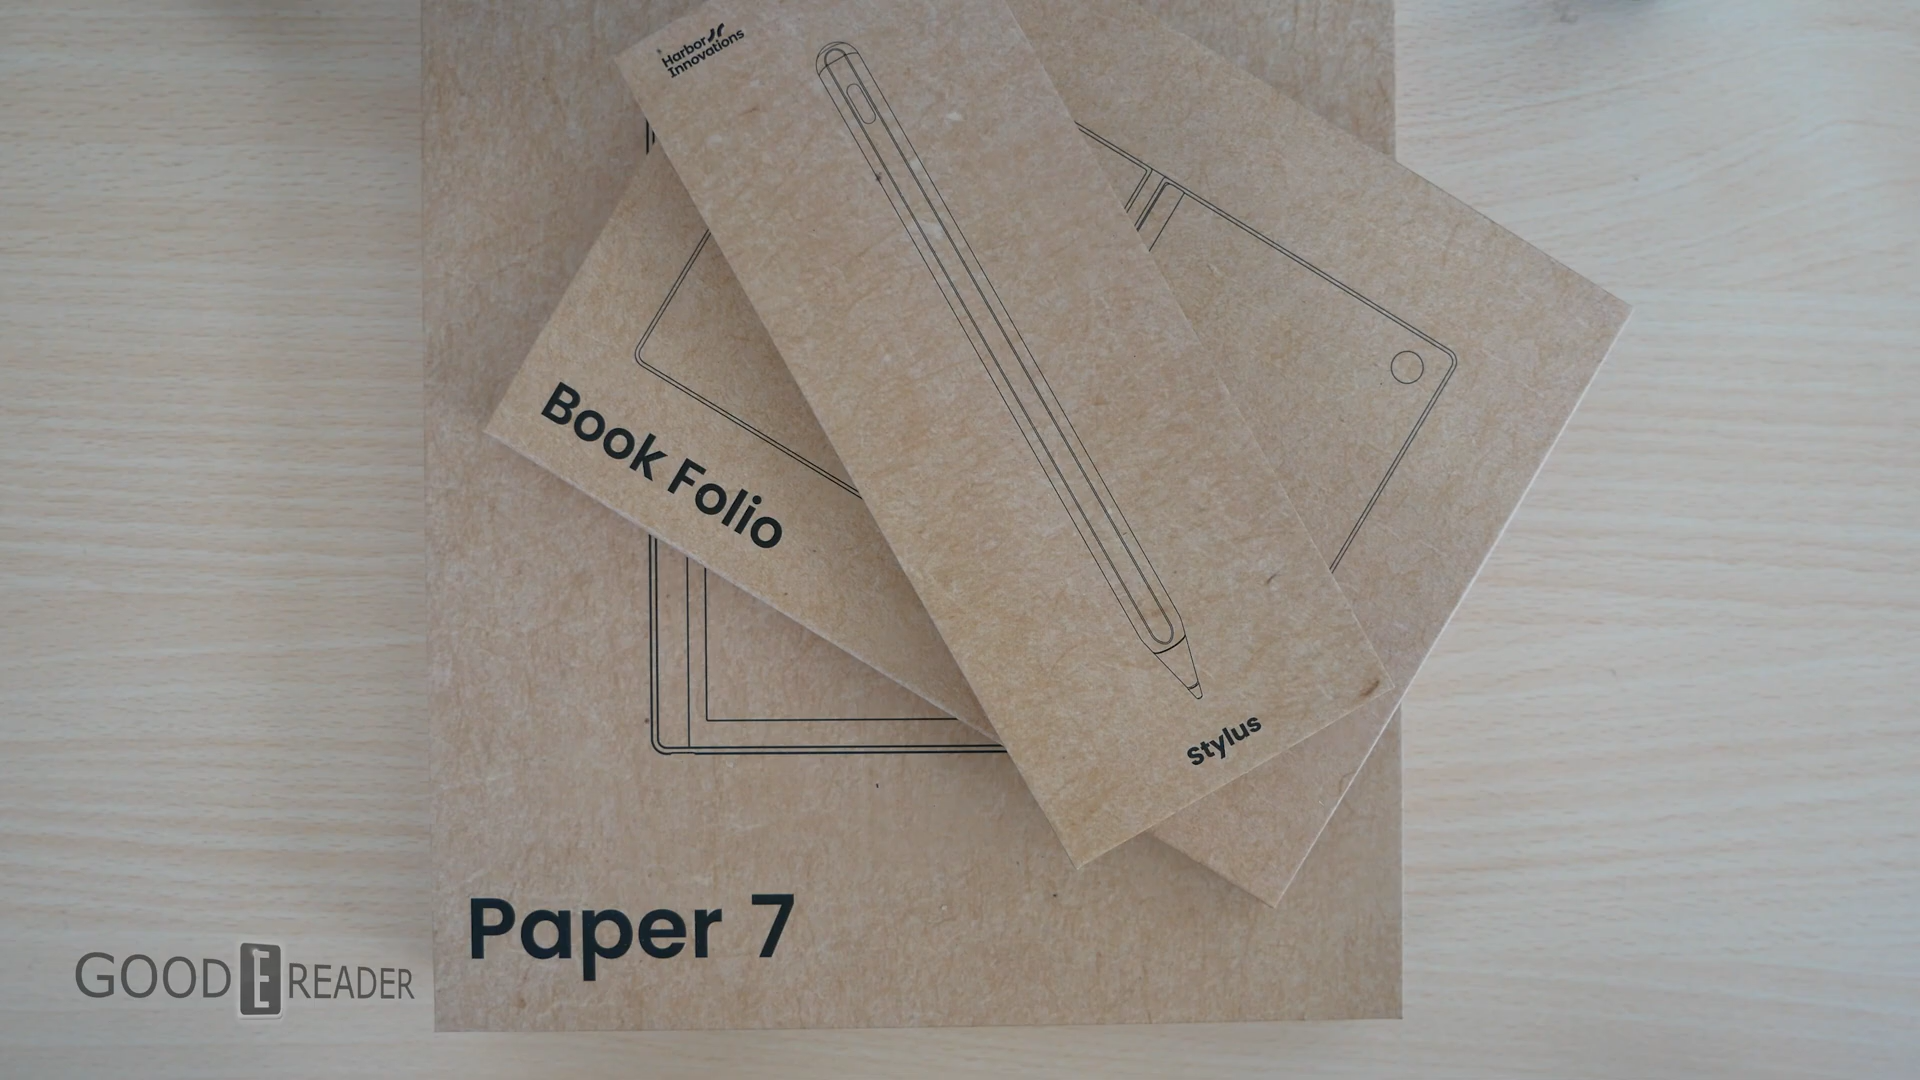 Harbor
Innovations
Book Folio
Stylus
Paper 7
GOOD E READER